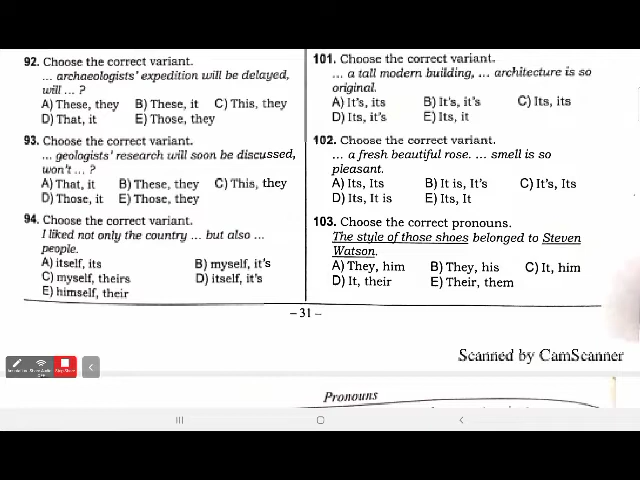 92. Choose the correct variant.
... archaeologists' expedition will be delayed,
will ... ?
A) These, they B) These, it C) This, they
D) That, it E) Those, they
93. Choose the correct variant.
... geologists' research will soon be discussed,
won't ... ?
A) That, it B) These, they C) This, they
D) Those, it E) Those, they
94. Choose the correct variant.
I liked not only the country ... but also ...
people.
A) itself, its B) myself, it's
C) myself, theirs D) itself, it's
E) himself, their
101. Choose the correct variant.
... a tall modern building, ... architecture is so
original.
A) It's, its B) It's, it's C) Its, its
D) Its, it's E) Its, it
102. Choose the correct variant.
... a fresh beautiful rose. ... smell is so
pleasant.
A) Its, Its B) It is, It's C) It's, Its
D) Its, It is E) Its, It
103. Choose the correct pronouns.
The style of those shoes belonged to Steven
Watson.
A) They, him B) They, his C) It, him
D) It, their E) Their, them
– 31 –
Scanned by CamScanner
Stop Share
Pronouns